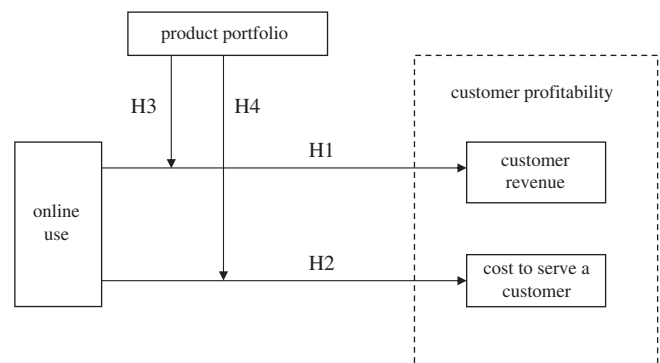 product portfolio
customer profitability
H3
H4
H1
customer
revenue
online
use
H2
cost to serve a
customer